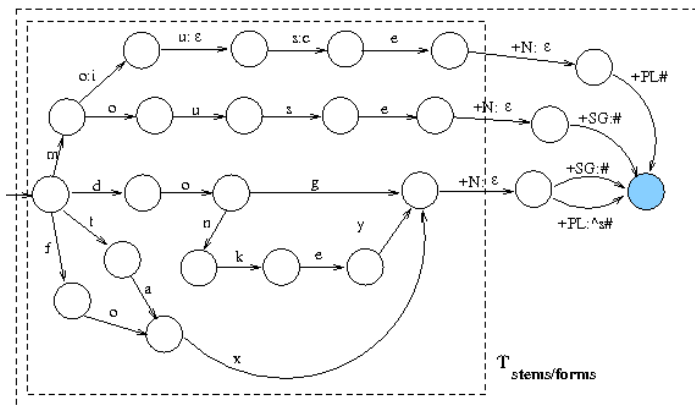 u: ε
s:c
e
+N: ε
o:i
+PL#
o
u
s
e
+N: ε
+SG:#
m
d
o
g
+N: ε
+SG:#
t
n
y
+PL:^s#
f
k
e
a
o
x
T stems/forms